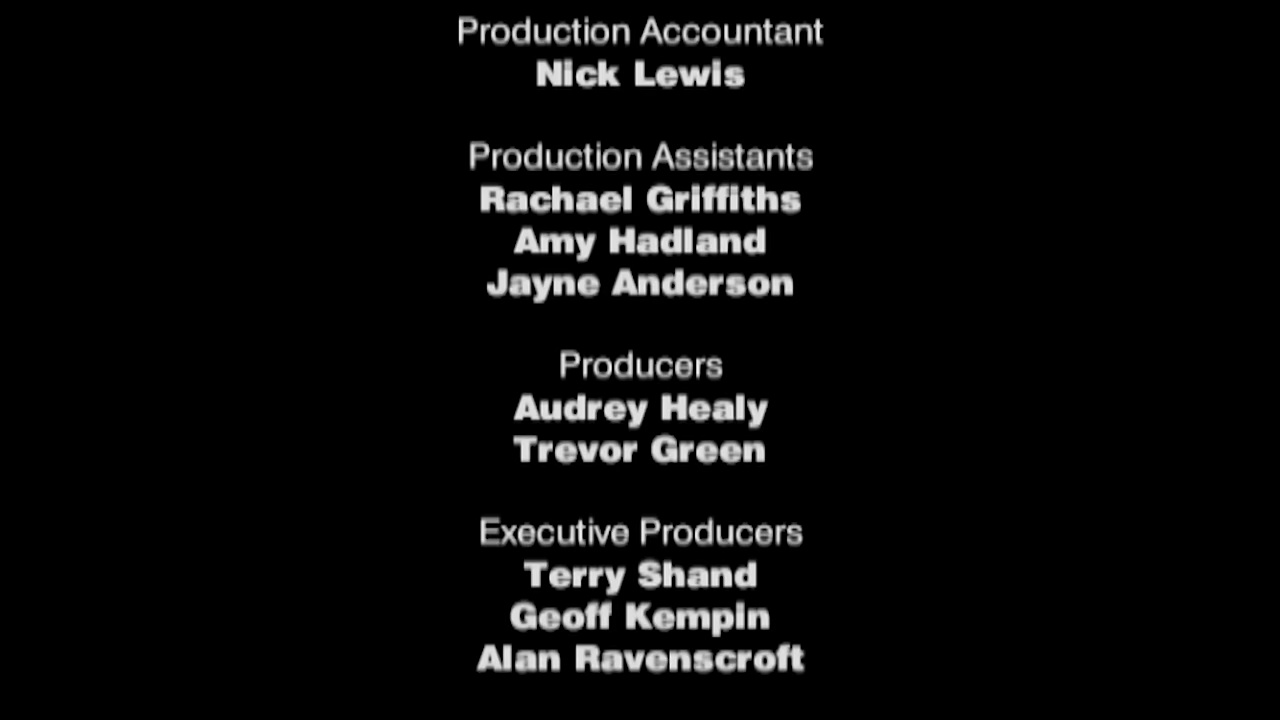 Production Accountant
Nick Lewis
Production Assistants
Rachael Griffiths
Amy Hadland
Jayne Anderson
Producers
Audrey Healy
Trevor Green
Executive Producers
Terry Shand
Geoff Kempin
Alan Ravenscroft